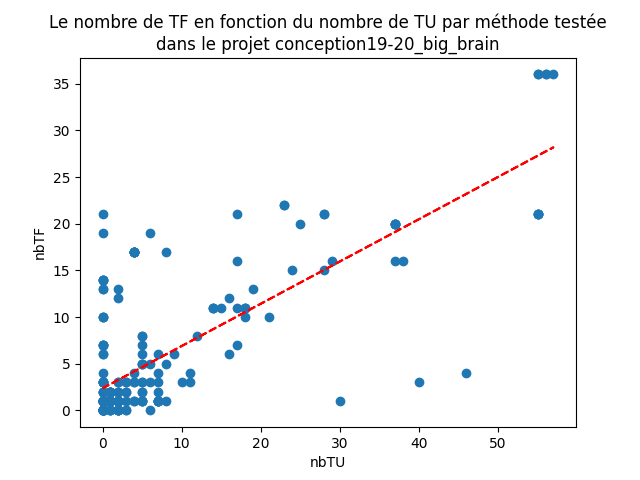 Le nombre de TF en fonction du nombre de TU par méthode testée
dans le projet conception19-20_big_brain
35
30
25
20
15
10
5
0
nbTF
0 10 20 30 40 50
nbTU